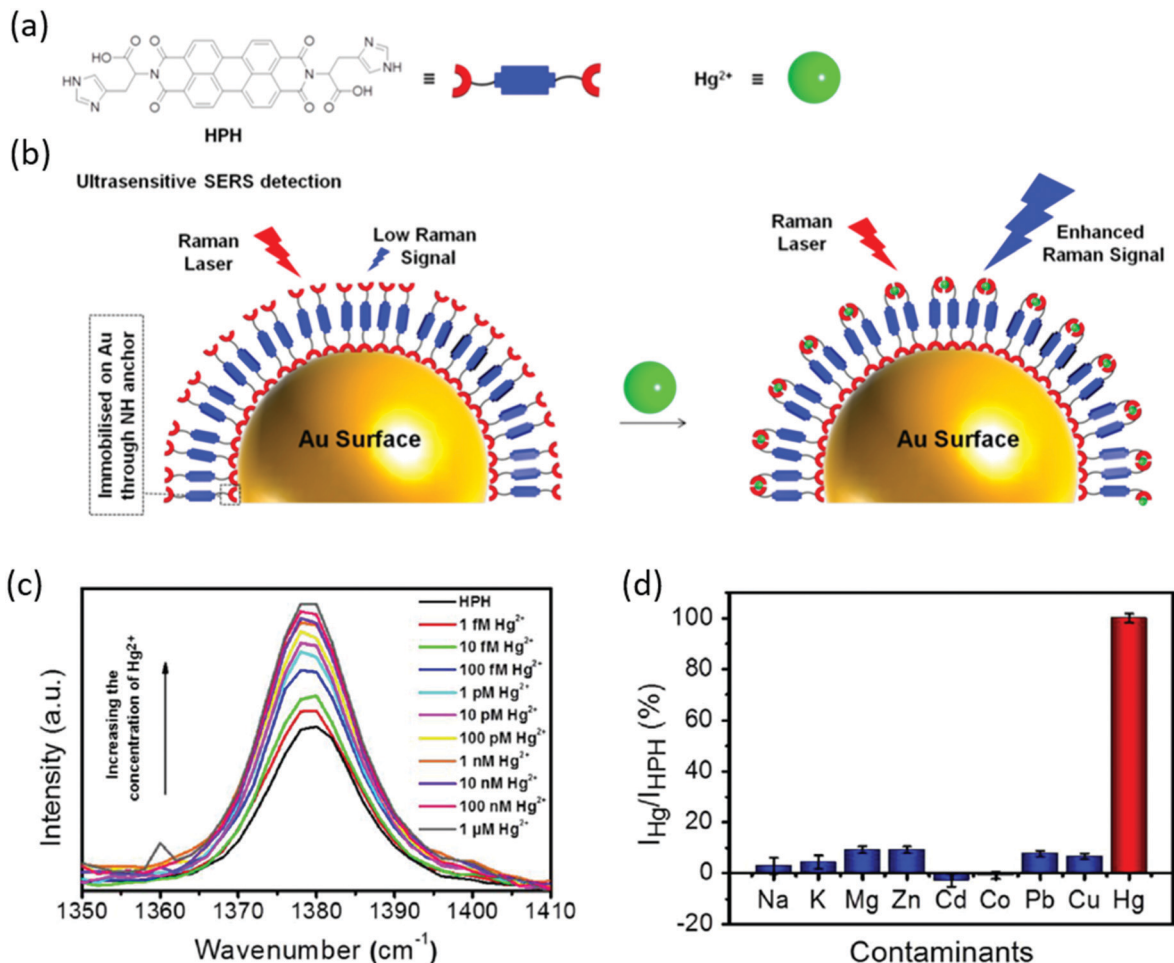 (a)
HO
O
O
O
N
NH
HN
N
N
N
O
O
O
O
OH
HPH
≡
Hg²⁺ ≡
(b)
Ultrasensitive SERS detection
Raman
Laser
Low Raman
Signal
Raman
Laser
Enhanced
Raman Signal
Immobilised on Au
through NH anchor
Au Surface
Au Surface
(c)
Intensity (a.u.)
Increasing the
concentration of Hg²⁺
HPH
1 fM Hg²⁺
10 fM Hg²⁺
100 fM Hg²⁺
1 pM Hg²⁺
10 pM Hg²⁺
100 pM Hg²⁺
1 nM Hg²⁺
10 nM Hg²⁺
100 nM Hg²⁺
1 µM Hg²⁺
1350 1360 1370 1380 1390 1400 1410
Wavenumber (cm⁻¹)
(d)
I_Hg/I_HPH (%)
100
80
60
40
20
0
-20
Na K Mg Zn Cd Co Pb Cu Hg
Contaminants